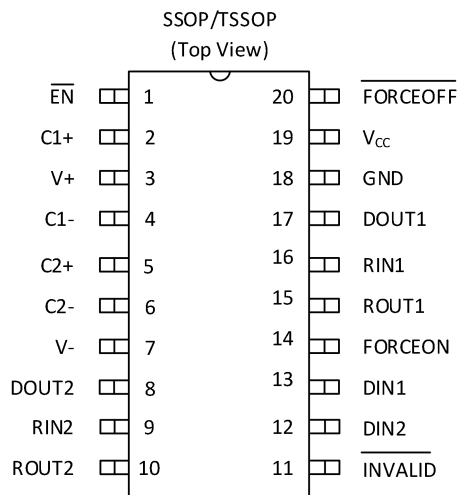 SSOP/TSSOP
(Top View)
EN 1 20 FORCEOFF
C1+ 2 19 VCC
V+ 3 18 GND
C1- 4 17 DOUT1
C2+ 5 16 RIN1
C2- 6 15 ROUT1
V- 7 14 FORCEON
DOUT2 8 13 DIN1
RIN2 9 12 DIN2
ROUT2 10 11 INVALID